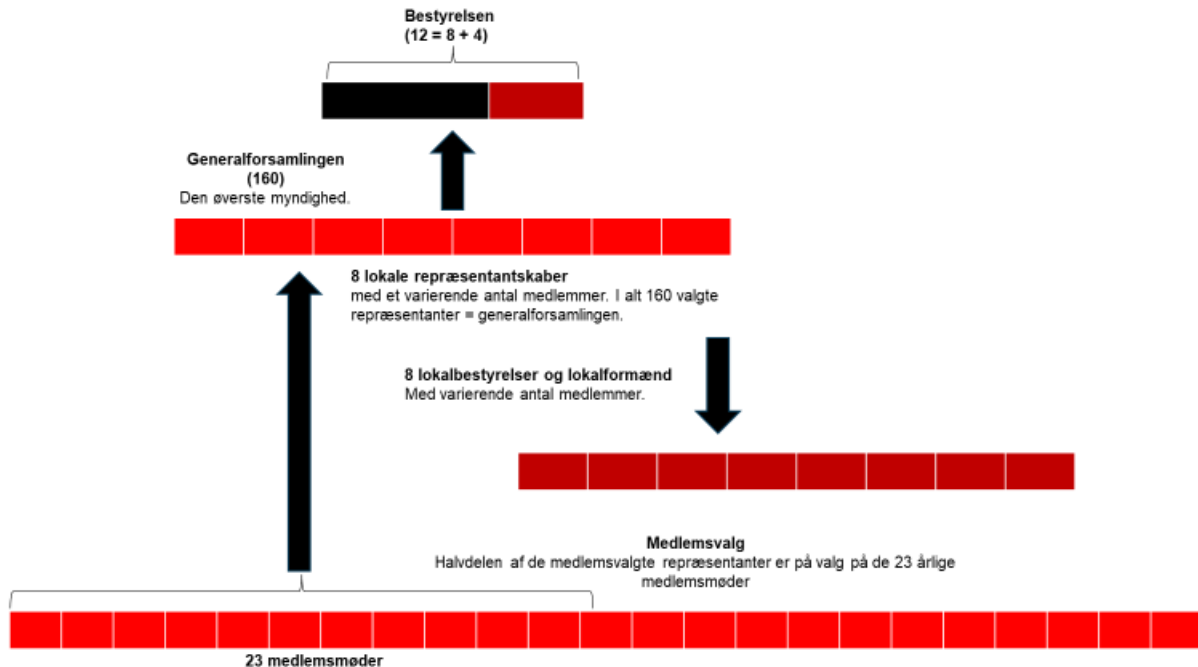 Bestyrelsen
(12 = 8 + 4)
Generalforsamlingen
(160)
Den øverste myndighed.
8 lokale repræsentantskaber
med et varierende antal medlemmer. I alt 160 valgte
repræsentanter = generalforsamlingen.
8 lokalbestyrelser og lokalformænd
Med varierende antal medlemmer.
Medlemsvalg
Halvdelen af de medlemsvalgte repræsentanter er på valg på de 23 årlige
medlemsmøder
23 medlemsmøder